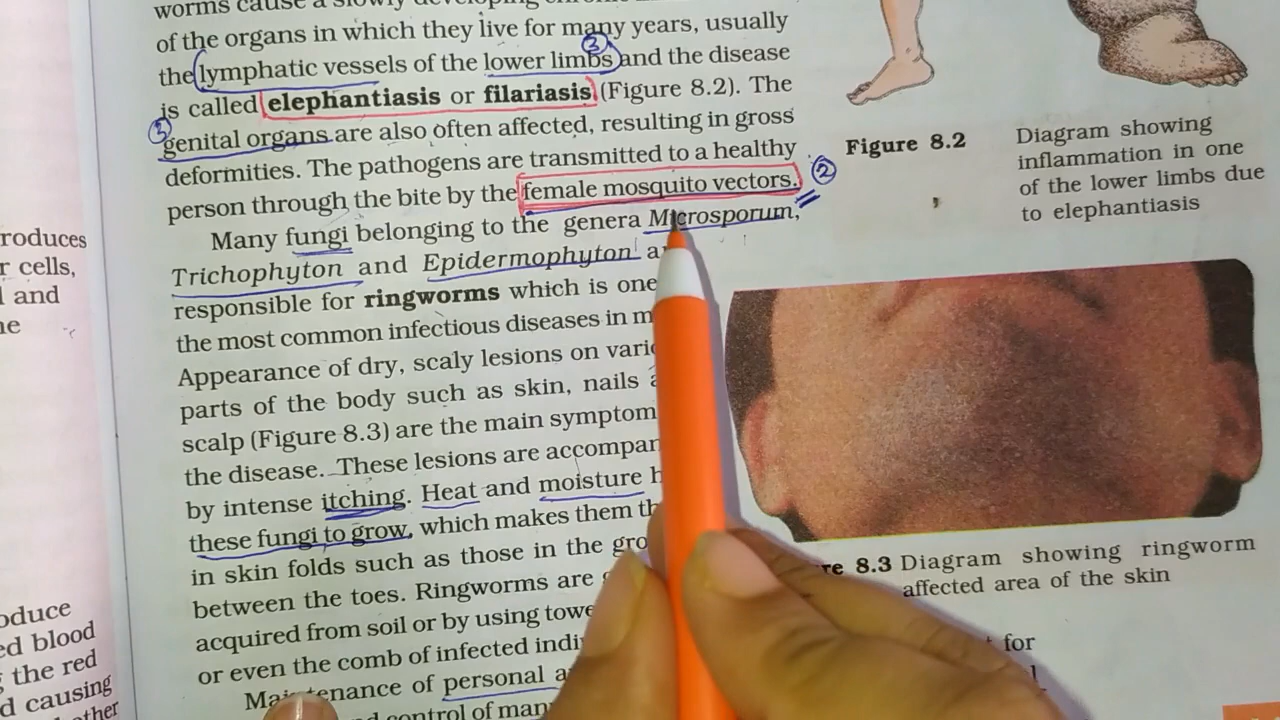 worms cause a slowly developing
of the organs in which they live for many years, usually
the lymphatic vessels of the lower limbs and the disease
is called elephantiasis or filariasis (Figure 8.2). The
genital organs are also often affected, resulting in gross
deformities. The pathogens are transmitted to a healthy
person through the bite by the female mosquito vectors.
Many fungi belonging to the genera Microsporum,
Trichophyton and Epidermophyton
responsible for ringworms which is one
the most common infectious diseases in
Appearance of dry, scaly lesions on
parts of the body such as skin, nails
scalp (Figure 8.3) are the main symptom
the disease. These lesions are
by intense itching. Heat and moisture
these fungi to grow, which makes them
in skin folds such as those in the
between the toes. Ringworms are
acquired from soil or by using
or even the comb of infected
Maintenance of personal
control of
3
3
2
Figure 8.2 Diagram showing
inflammation in one
of the lower limbs due
to elephantiasis
8.3 Diagram showing ringworm
affected area of the skin
for
roduces
r cells,
and
oduce
ed blood
the red
d causing